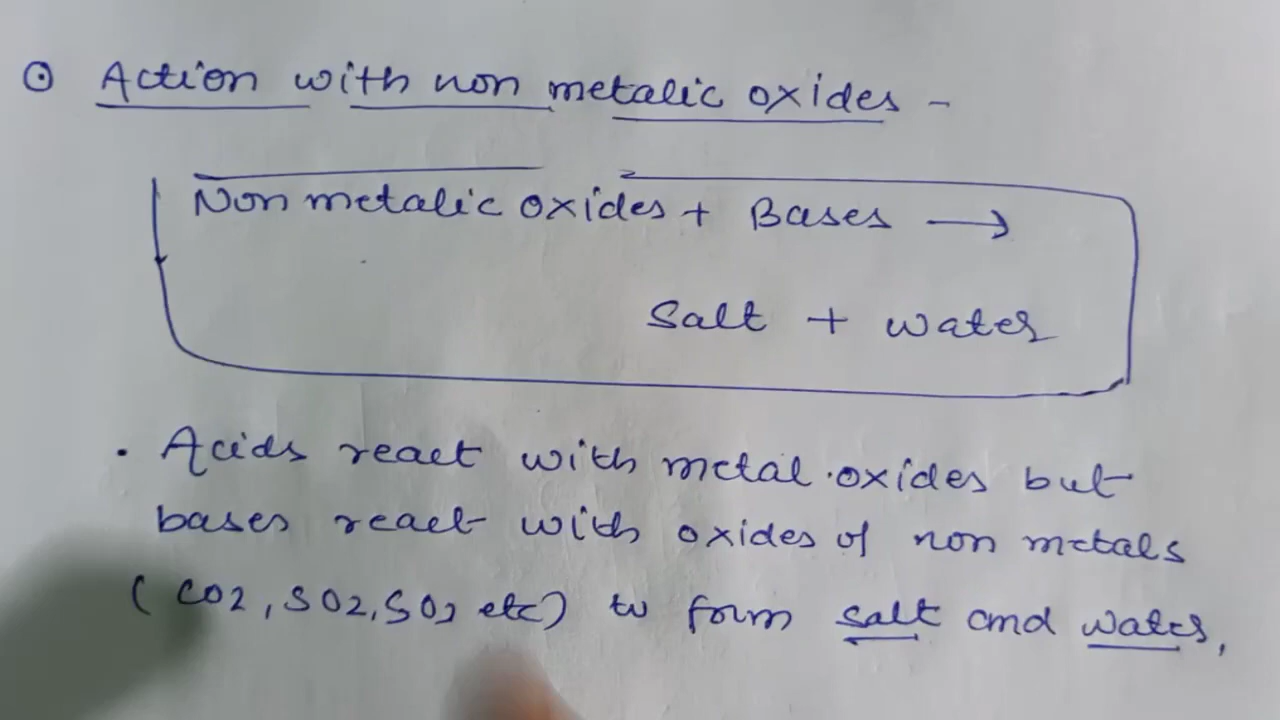 ⊙ Action with non metalic oxides -
Non metalic oxides + Bases →
Salt + water
• Acids react with metal oxides but
bases react with oxides of non metals
(CO2, SO2, SO3 etc) to form salt and water,